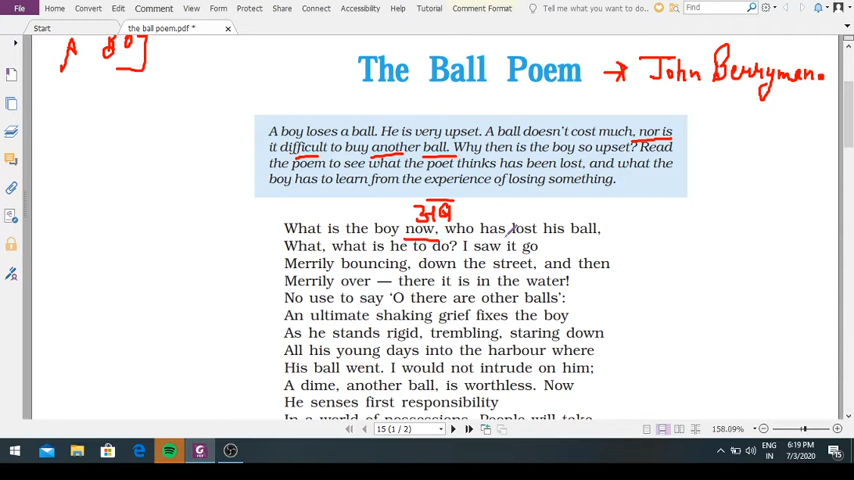 File Home View Form Protect Share Connect Accessibility Help Tutorial Comment Format Tell me what you want to do... Find
Start the ball poem.pdf *
The Ball Poem → John Berryman.
A boy loses a ball. He is very upset. A ball doesn't cost much, nor is
it difficult to buy another ball. Why then is the boy so upset? Read
the poem to see what the poet thinks has been lost, and what the
boy has to learn from the experience of losing something.
अब
What is the boy now, who has lost his ball,
What, what is he to do? I saw it go
Merrily bouncing, down the street, and then
Merrily over — there it is in the water!
No use to say 'O there are other balls':
An ultimate shaking grief fixes the boy
As he stands rigid, trembling, staring down
All his young days into the harbour where
His ball went. I would not intrude on him;
A dime, another ball, is worthless. Now
He senses first responsibility
In a world of possessions. People will take
15 (1 / 2) 158.09%
ENG 6:19 PM
IN 7/3/2020 15